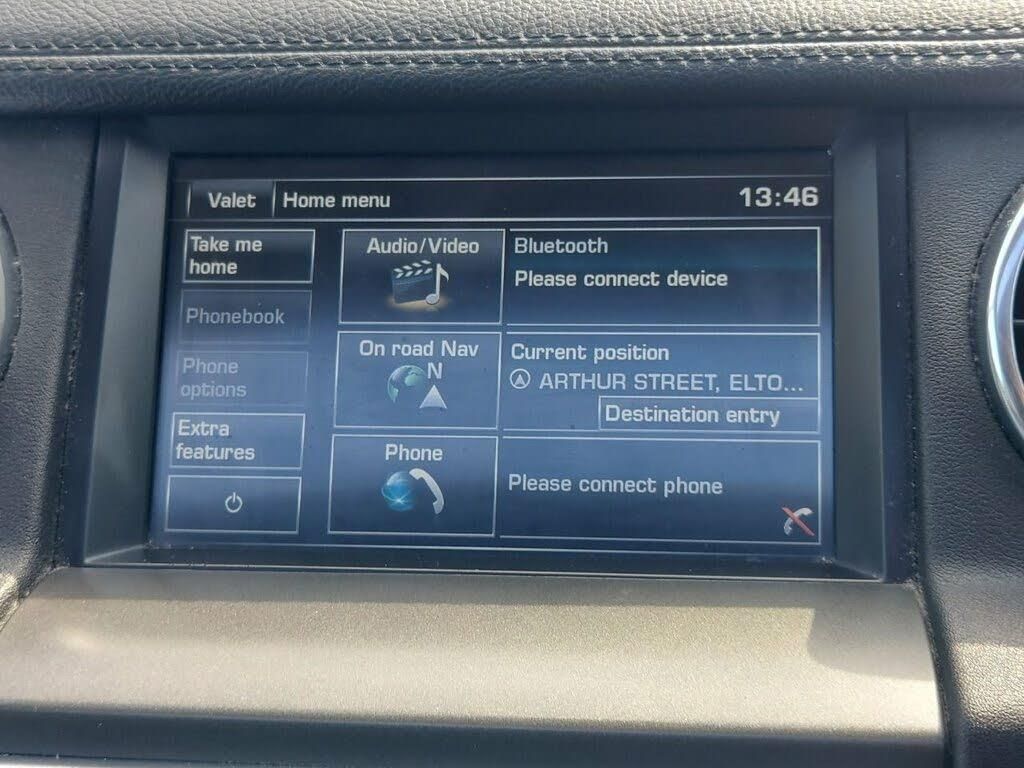 Valet
Home menu
13:46
Take me
home
Phonebook
Phone
options
Extra
features
Audio/Video
On road Nav
N
Phone
Bluetooth
Please connect device
Current position
ARTHUR STREET, ELTO...
Destination entry
Please connect phone